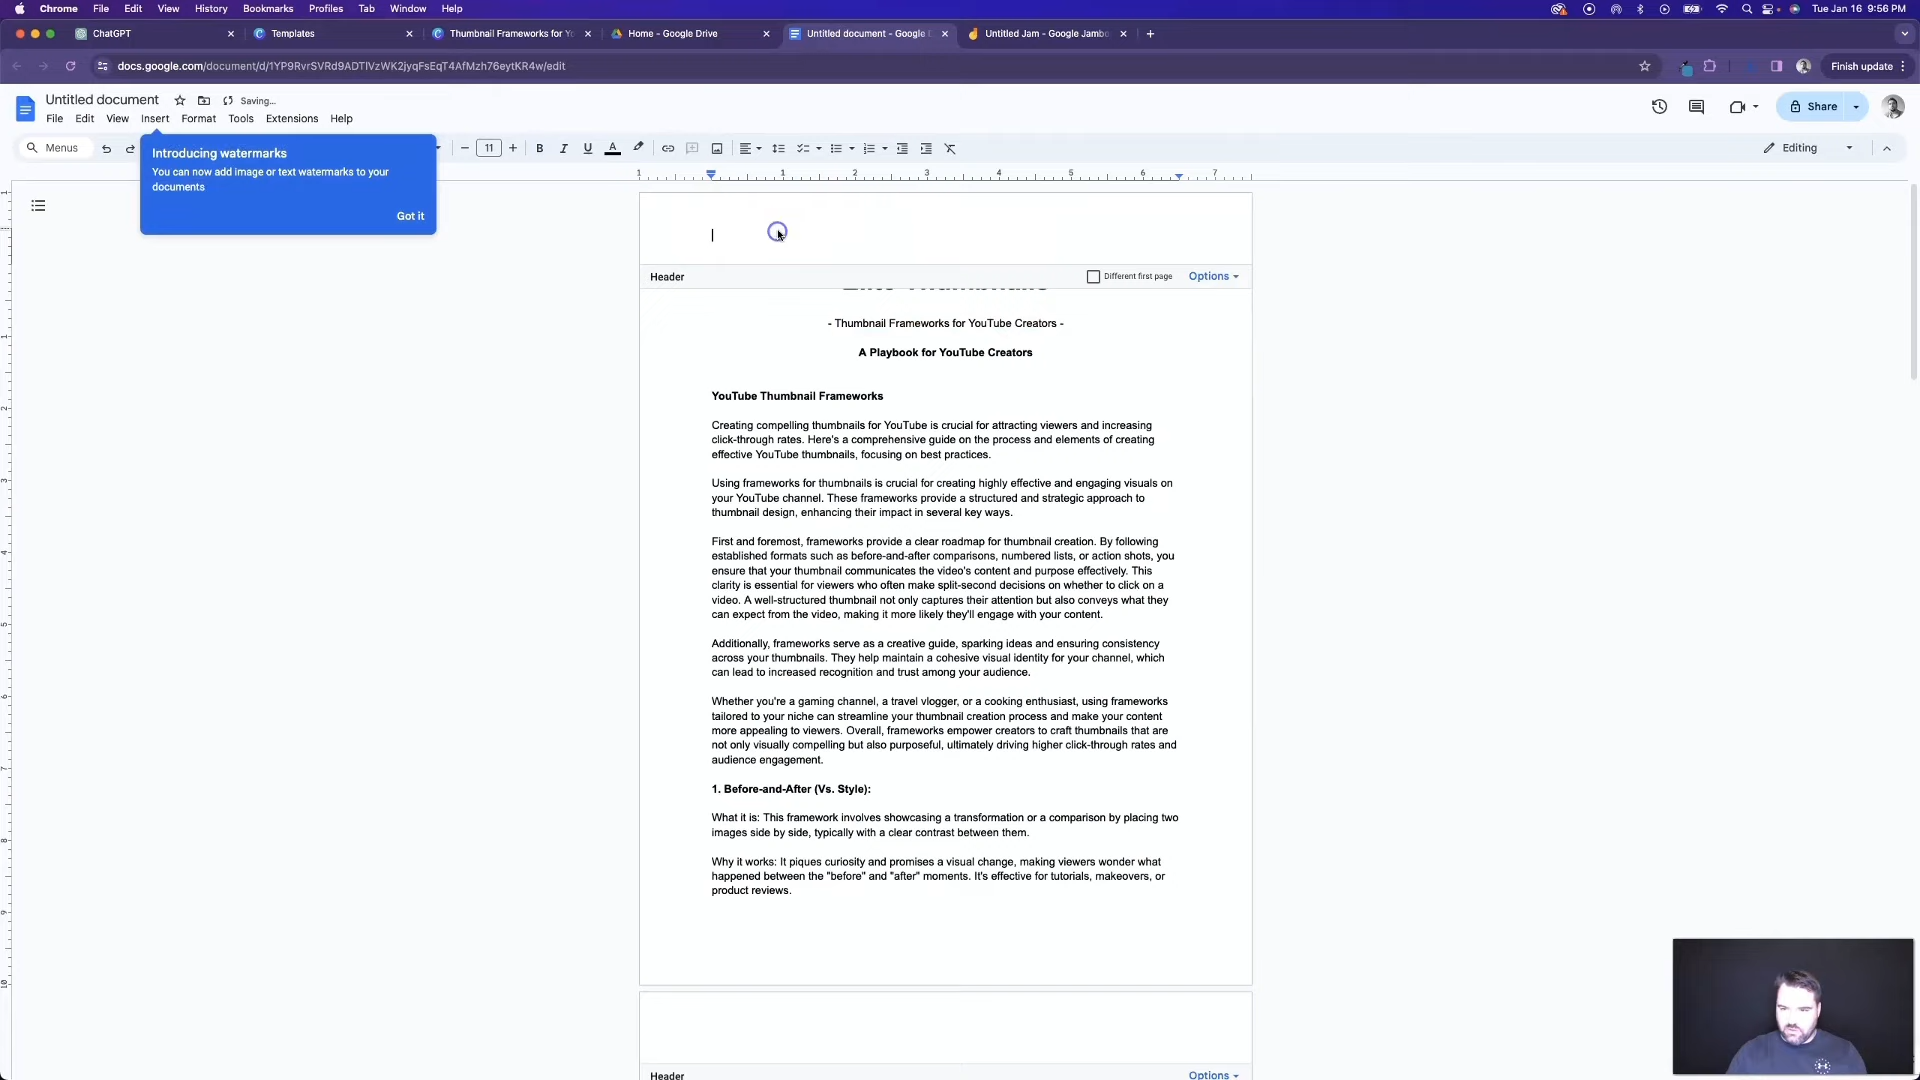 Chrome File Edit View History Bookmarks Profiles Tab Window Help Tue Jan 16 9:56 PM
ChatGPT Templates Thumbnail Frameworks for Yo Home - Google Drive Untitled document - Google D Untitled Jam - Google Jambo
docs.google.com/document/d/1YP9RvrSVRd9ADTIVzWK2jyqFsEqT4AfMzh76eytKR4w/edit Finish update
Untitled document Saving...
File Edit View Insert Format Tools Extensions Help Share
Menus 11 Editing
Introducing watermarks
You can now add image or text watermarks to your
documents
Got it
1 1 2 3 4 5 6 7
Header Different first page Options
- Thumbnail Frameworks for YouTube Creators -
A Playbook for YouTube Creators
YouTube Thumbnail Frameworks
Creating compelling thumbnails for YouTube is crucial for attracting viewers and increasing
click-through rates. Here's a comprehensive guide on the process and elements of creating
effective YouTube thumbnails, focusing on best practices.
Using frameworks for thumbnails is crucial for creating highly effective and engaging visuals on
your YouTube channel. These frameworks provide a structured and strategic approach to
thumbnail design, enhancing their impact in several key ways.
First and foremost, frameworks provide a clear roadmap for thumbnail creation. By following
established formats such as before-and-after comparisons, numbered lists, or action shots, you
ensure that your thumbnail communicates the video's content and purpose effectively. This
clarity is essential for viewers who often make split-second decisions on whether to click on a
video. A well-structured thumbnail not only captures their attention but also conveys what they
can expect from the video, making it more likely they'll engage with your content.
Additionally, frameworks serve as a creative guide, sparking ideas and ensuring consistency
across your thumbnails. They help maintain a cohesive visual identity for your channel, which
can lead to increased recognition and trust among your audience.
Whether you're a gaming channel, a travel vlogger, or a cooking enthusiast, using frameworks
tailored to your niche can streamline your thumbnail creation process and make your content
more appealing to viewers. Overall, frameworks empower creators to craft thumbnails that are
not only visually compelling but also purposeful, ultimately driving higher click-through rates and
audience engagement.
1. Before-and-After (Vs. Style):
What it is: This framework involves showcasing a transformation or a comparison by placing two
images side by side, typically with a clear contrast between them.
Why it works: It piques curiosity and promises a visual change, making viewers wonder what
happened between the "before" and "after" moments. It's effective for tutorials, makeovers, or
product reviews.
Header Options